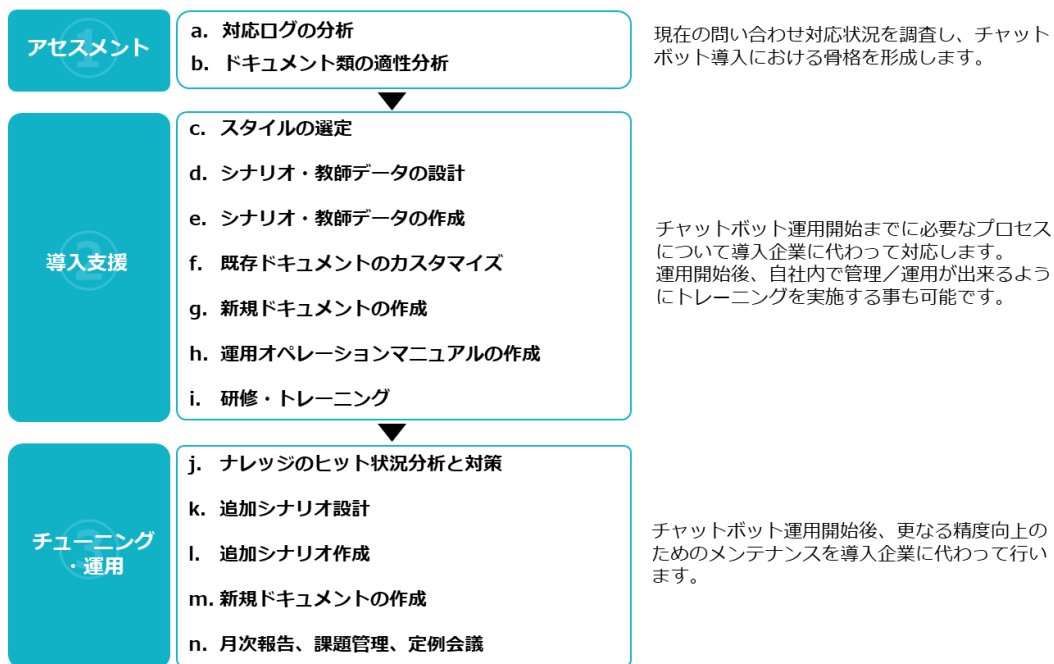 ①
アセスメント
a. 対応ログの分析
b. ドキュメント類の適性分析
現在の問い合わせ対応状況を調査し、チャット
ボット導入における骨格を形成します。
②
導入支援
c. スタイルの選定
d. シナリオ・教師データの設計
e. シナリオ・教師データの作成
f. 既存ドキュメントのカスタマイズ
g. 新規ドキュメントの作成
h. 運用オペレーションマニュアルの作成
i. 研修・トレーニング
チャットボット運用開始までに必要なプロセス
について導入企業に代わって対応します。
運用開始後、自社内で管理／運用が出来るよう
にトレーニングを実施する事も可能です。
③
チューニング
・運用
j. ナレッジのヒット状況分析と対策
k. 追加シナリオ設計
l. 追加シナリオ作成
m. 新規ドキュメントの作成
n. 月次報告、課題管理、定例会議
チャットボット運用開始後、更なる精度向上の
ためのメンテナンスを導入企業に代わって行い
ます。